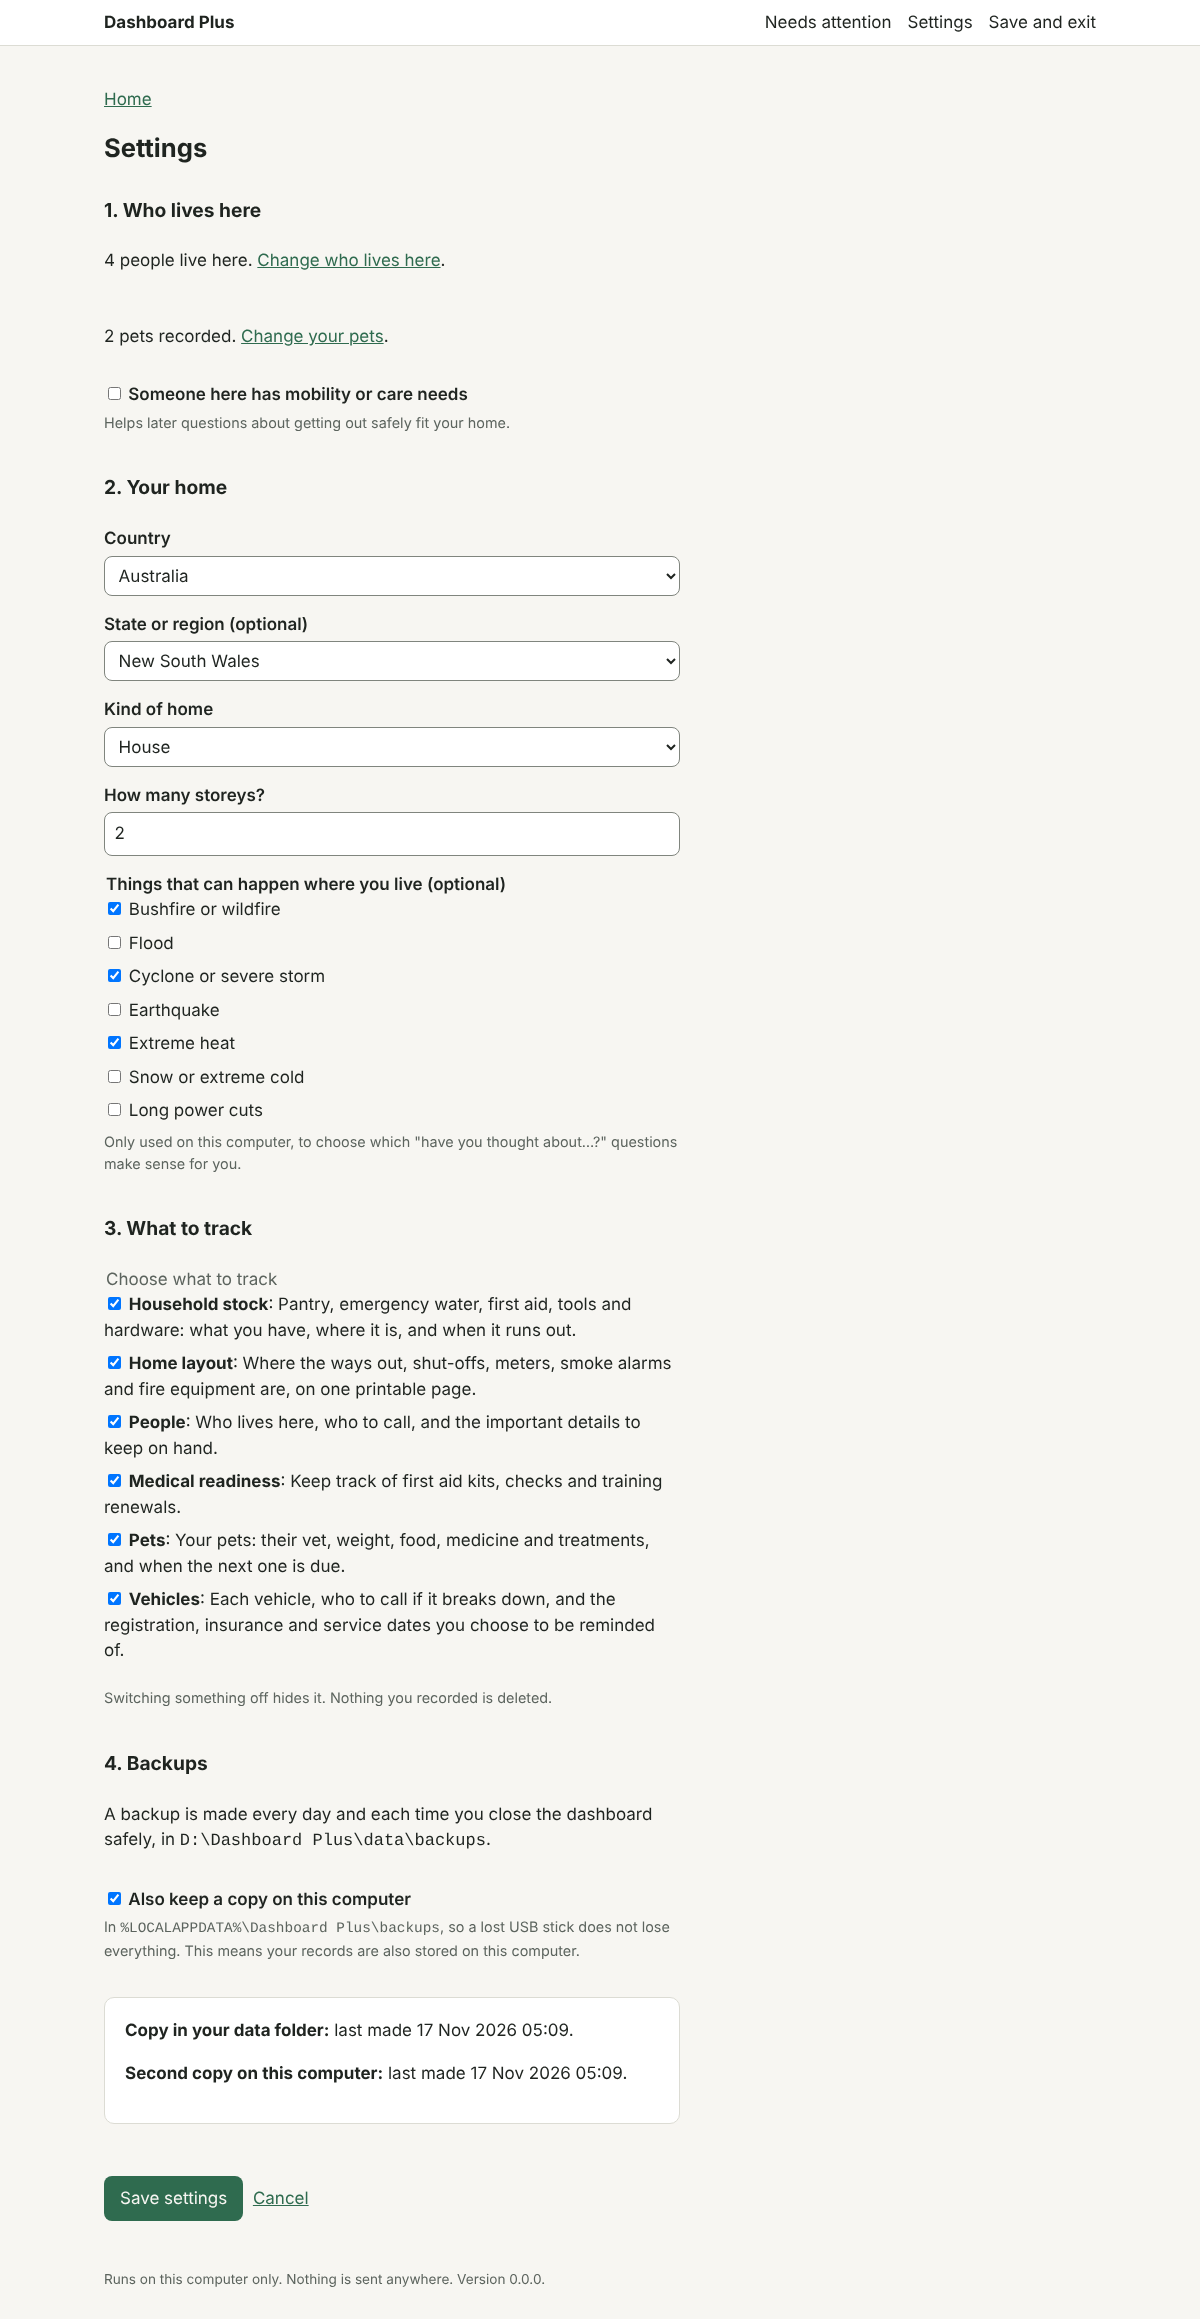 Dashboard Plus
Needs attention Settings Save and exit
Home
Settings
1. Who lives here
4 people live here. Change who lives here.
2 pets recorded. Change your pets.
Someone here has mobility or care needs
Helps later questions about getting out safely fit your home.
2. Your home
Country
Australia
State or region (optional)
New South Wales
Kind of home
House
How many storeys?
2
Things that can happen where you live (optional)
Bushfire or wildfire
Flood
Cyclone or severe storm
Earthquake
Extreme heat
Snow or extreme cold
Long power cuts
Only used on this computer, to choose which "have you thought about...?" questions
make sense for you.
3. What to track
Choose what to track
Household stock: Pantry, emergency water, first aid, tools and
hardware: what you have, where it is, and when it runs out.
Home layout: Where the ways out, shut-offs, meters, smoke alarms
and fire equipment are, on one printable page.
People: Who lives here, who to call, and the important details to
keep on hand.
Medical readiness: Keep track of first aid kits, checks and training
renewals.
Pets: Your pets: their vet, weight, food, medicine and treatments,
and when the next one is due.
Vehicles: Each vehicle, who to call if it breaks down, and the
registration, insurance and service dates you choose to be reminded
of.
Switching something off hides it. Nothing you recorded is deleted.
4. Backups
A backup is made every day and each time you close the dashboard
safely, in D:\Dashboard Plus\data\backups.
Also keep a copy on this computer
In %LOCALAPPDATA%\Dashboard Plus\backups, so a lost USB stick does not lose
everything. This means your records are also stored on this computer.
Copy in your data folder: last made 17 Nov 2026 05:09.
Second copy on this computer: last made 17 Nov 2026 05:09.
Save settings Cancel
Runs on this computer only. Nothing is sent anywhere. Version 0.0.0.